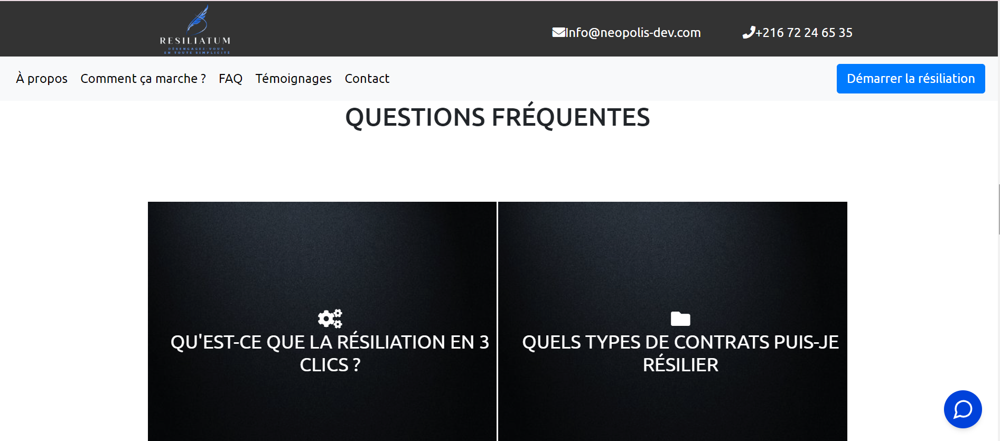 RESILIATUM
DÉSENGAGEZ-VOUS
EN TOUTE SIMPLICITÉ
Info@neopolis-dev.com
+216 72 24 65 35
À propos Comment ça marche ? FAQ Témoignages Contact
Démarrer la résiliation
QUESTIONS FRÉQUENTES
QU'EST-CE QUE LA RÉSILIATION EN 3
CLICS ?
QUELS TYPES DE CONTRATS PUIS-JE
RÉSILIER